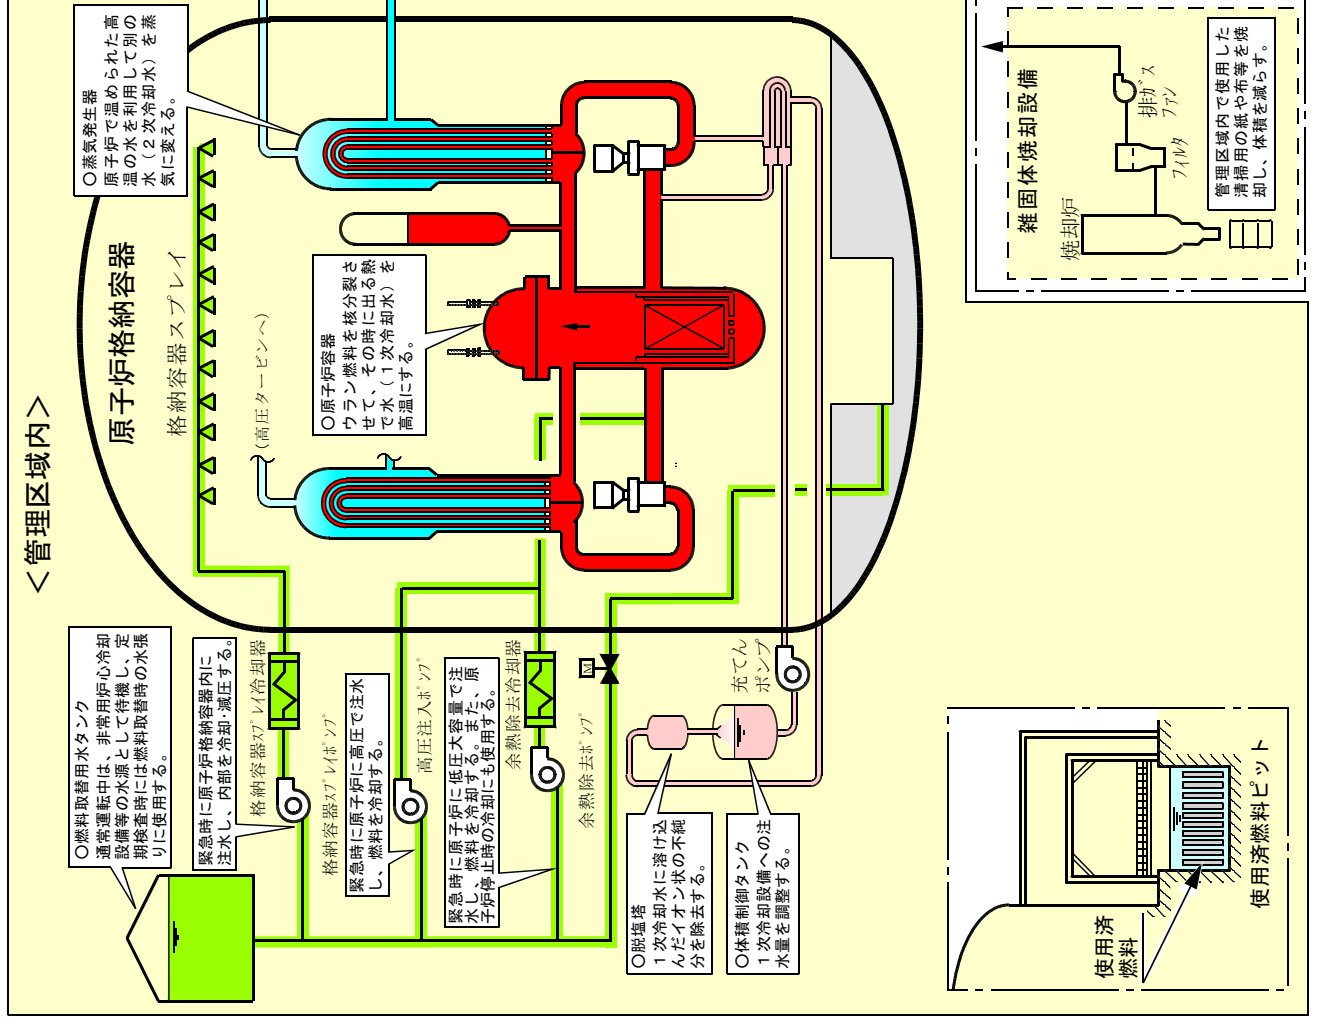 ＜管理区域内＞
○燃料取替用水タンク
通常運転中は、非常用炉心冷却
設備等の水源として待機し、定
期検査時には燃料取替時の水張
りに使用する。
緊急時に原子炉格納容器内に
注水し、内部を冷却・減圧する。
格納容器ｽﾌﾟﾚｲ冷却器
格納容器ｽﾌﾟﾚｲﾎﾟﾝﾌﾟ
緊急時に原子炉に高圧で注水
し、燃料を冷却する。
高圧注入ﾎﾟﾝﾌﾟ
緊急時に原子炉に低圧大容量で注
水し、燃料を冷却する。また、原
子炉停止時の冷却にも使用する。
余熱除去冷却器
余熱除去ﾎﾟﾝﾌﾟ
M
○脱塩塔
１次冷却水に溶け込
んだイオン状の不純
分を除去する。
充てん
ポンプ
○体積制御タンク
１次冷却設備への注
水量を調整する。
原子炉格納容器
格納容器スプレイ
（高圧タービンへ）
○原子炉容器
ウラン燃料を核分裂さ
せて、その時に出る熱
で水（１次冷却水）を
高温にする。
○蒸気発生器
原子炉で温められた高
温の水を利用して別の
水（２次冷却水）を蒸
気に変える。
使用済
燃料
使用済燃料ピット
雑固体焼却設備
焼却炉
フィルタ
排ｶﾞｽ
ファン
管理区域内で使用した
清掃用の紙や布等を焼
却し、体積を減らす。